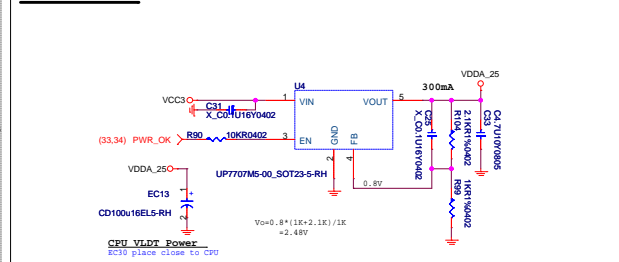 U4
300mA
VDDA_25
VCC3
C31
X_C0.1U16Y0402
1
VIN
VOUT
5
(33,34) PWR_OK
R90
10KR0402
3
EN
GND
FB
2
4
C25
X_C0.1U16Y0402
R104
2.1KR1%0402
C33
C4.7U10Y0805
UP7707M5-00_SOT23-5-RH
0.8V
R99
1KR1%0402
VDDA_25
1
+
EC13
CD100u16EL5-RH
2
Vo=0.8*(1K+2.1K)/1K
=2.48V
CPU VLDT Power
EC30 place close to CPU